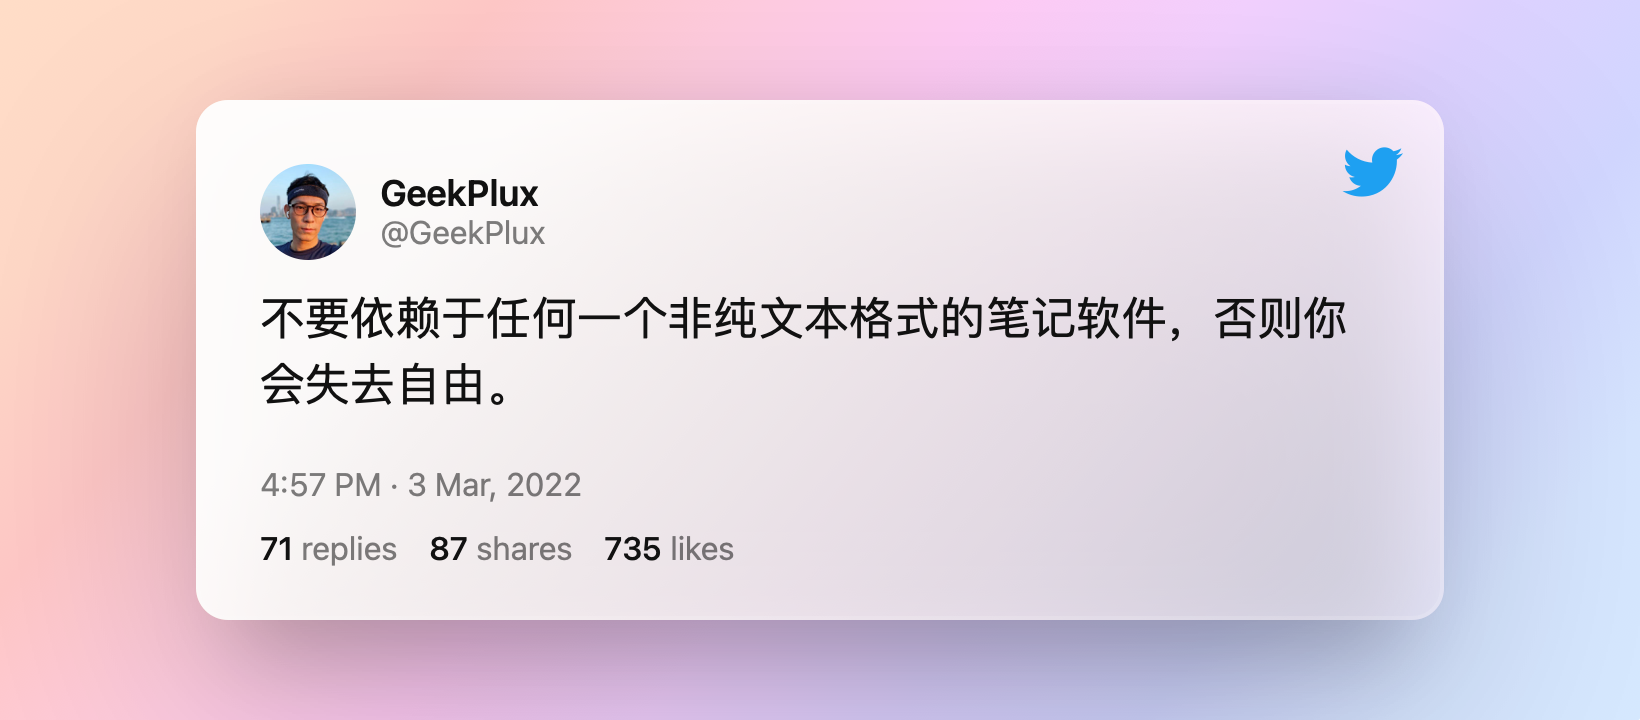 GeekPlux
@GeekPlux
不要依赖于任何一个非纯文本格式的笔记软件，否则你
会失去自由。
4:57 PM · 3 Mar, 2022
71 replies 87 shares 735 likes